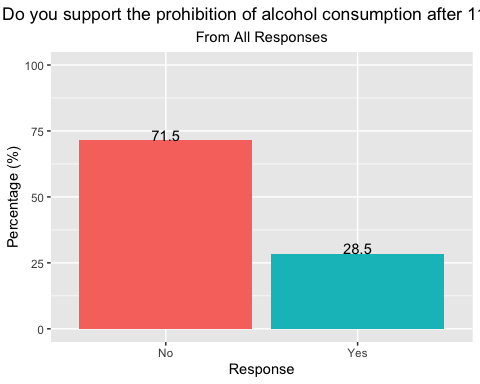 Do you support the prohibition of alcohol consumption after 11
From All Responses
100
75
50
25
0
71.5
28.5
No
Yes
Response
Percentage (%)